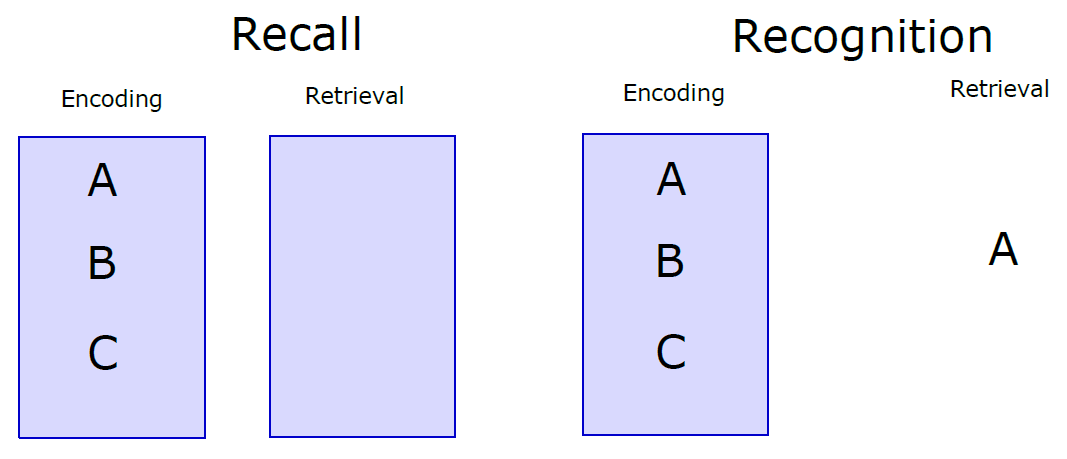 Recall
Encoding
Retrieval
A
B
C
Recognition
Encoding
Retrieval
A
B
C
A